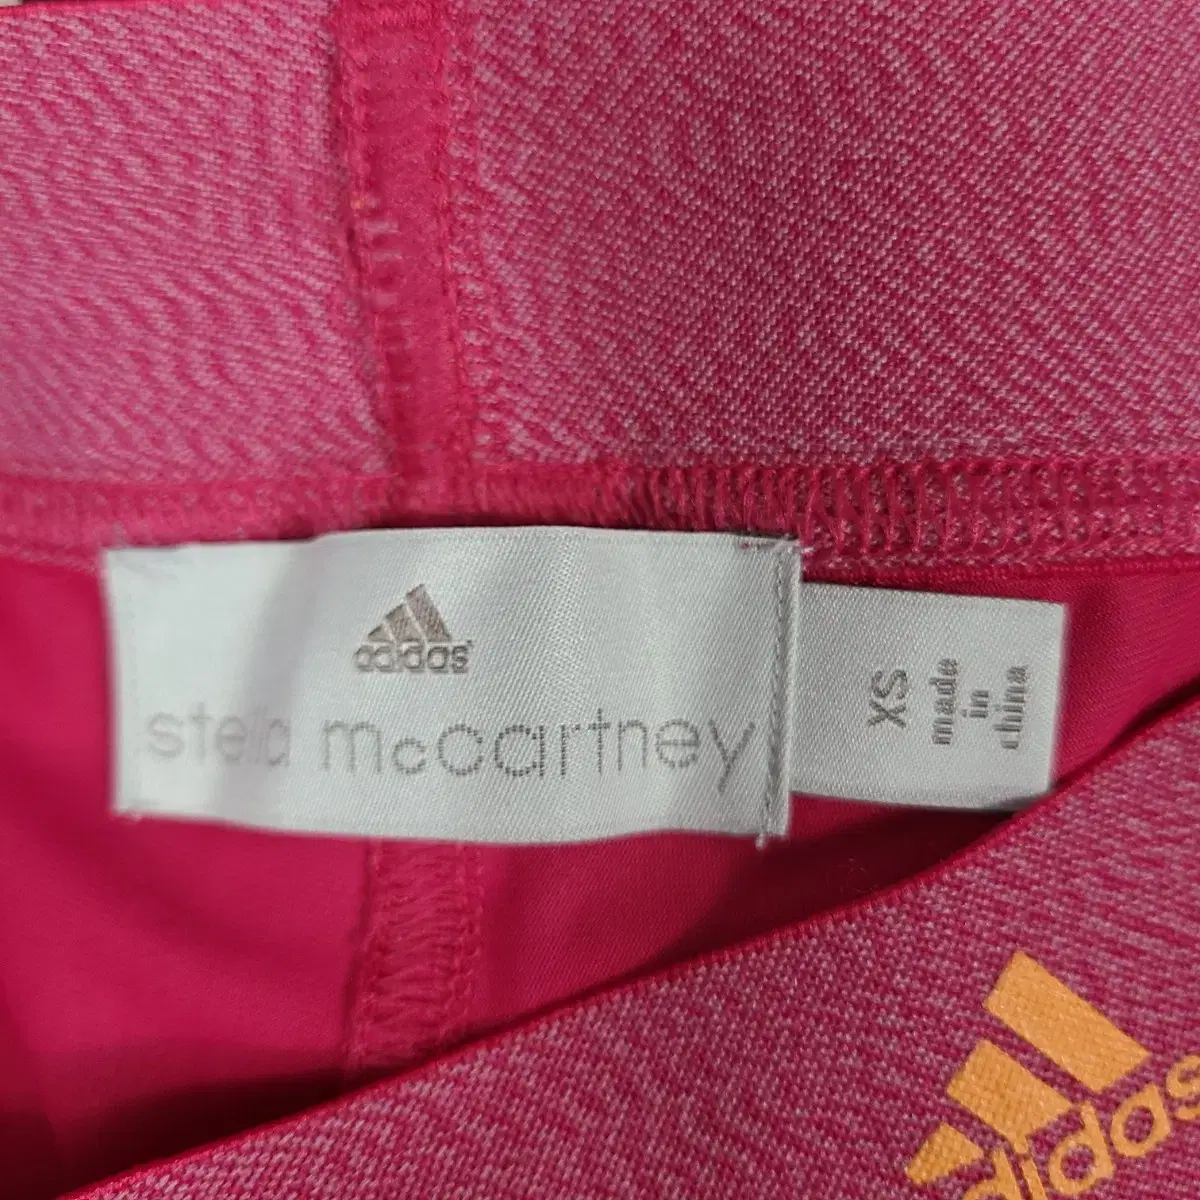 adidas
stella mccartney
XS
made
in
china
adidas